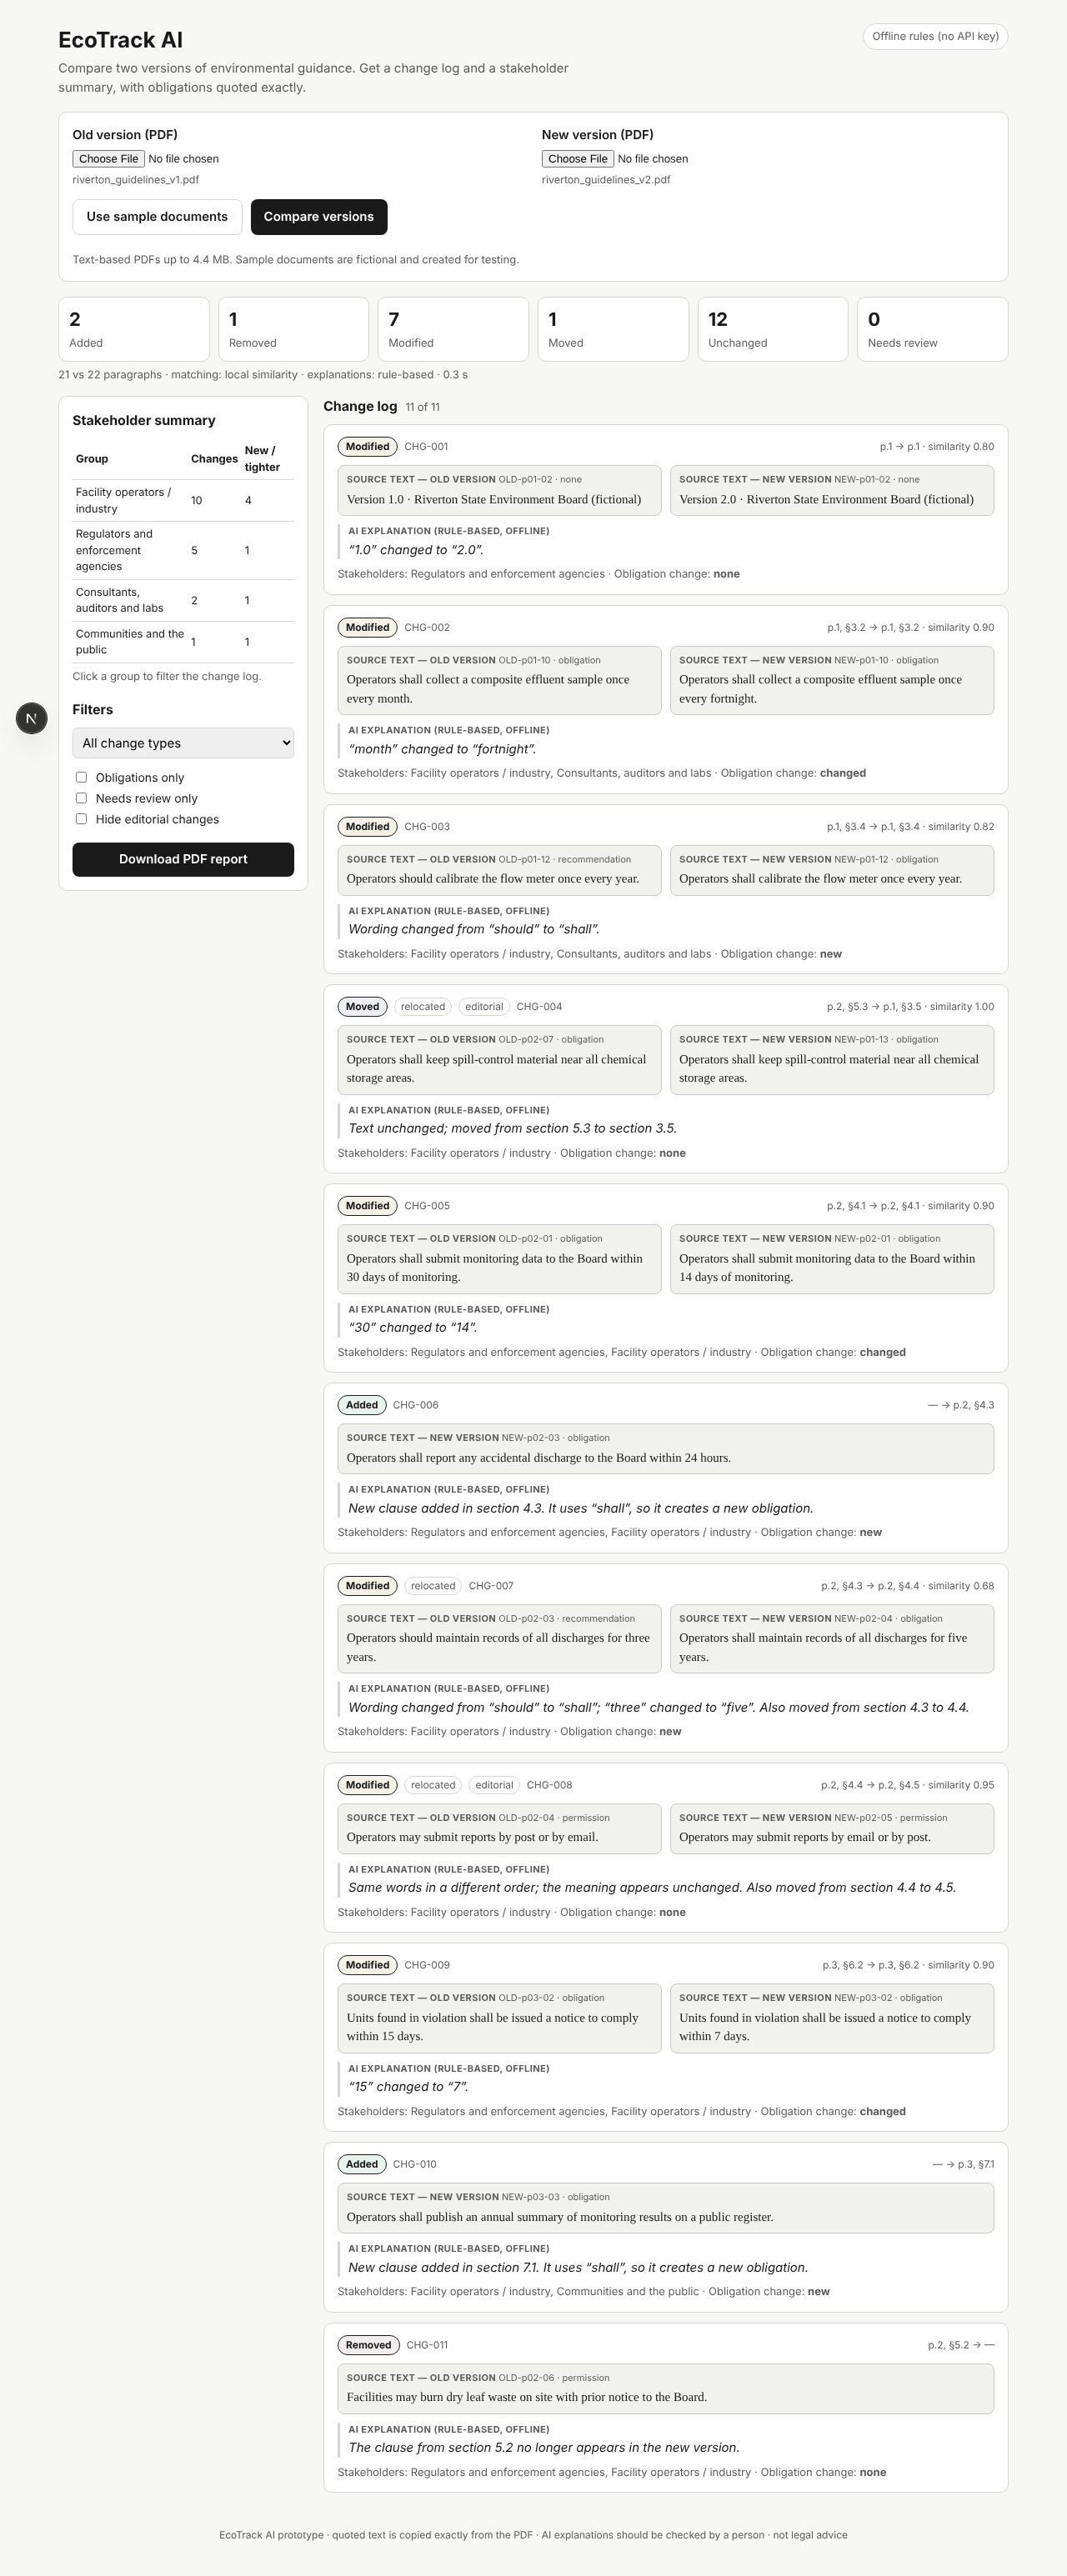 EcoTrack AI
Offline rules (no API key)
Compare two versions of environmental guidance. Get a change log and a stakeholder
summary, with obligations quoted exactly.
Old version (PDF)
Choose File No file chosen
riverton_guidelines_v1.pdf
New version (PDF)
Choose File No file chosen
riverton_guidelines_v2.pdf
Use sample documents
Compare versions
Text-based PDFs up to 4.4 MB. Sample documents are fictional and created for testing.
2
Added
1
Removed
7
Modified
1
Moved
12
Unchanged
0
Needs review
21 vs 22 paragraphs · matching: local similarity · explanations: rule-based · 0.3 s
Stakeholder summary
Group Changes New /
tighter
Facility operators /
industry
10 4
Regulators and
enforcement
agencies
5 1
Consultants,
auditors and labs
2 1
Communities and the
public
1 1
Click a group to filter the change log.
Filters
All change types
Obligations only
Needs review only
Hide editorial changes
Download PDF report
N
Change log 11 of 11
Modified CHG-001 p.1 → p.1 · similarity 0.80
SOURCE TEXT — OLD VERSION OLD-p01-02 · none
Version 1.0 · Riverton State Environment Board (fictional)
SOURCE TEXT — NEW VERSION NEW-p01-02 · none
Version 2.0 · Riverton State Environment Board (fictional)
AI EXPLANATION (RULE-BASED, OFFLINE)
“1.0” changed to “2.0”.
Stakeholders: Regulators and enforcement agencies · Obligation change: none
Modified CHG-002 p.1, §3.2 → p.1, §3.2 · similarity 0.90
SOURCE TEXT — OLD VERSION OLD-p01-10 · obligation
Operators shall collect a composite effluent sample once
every month.
SOURCE TEXT — NEW VERSION NEW-p01-10 · obligation
Operators shall collect a composite effluent sample once
every fortnight.
AI EXPLANATION (RULE-BASED, OFFLINE)
“month” changed to “fortnight”.
Stakeholders: Facility operators / industry, Consultants, auditors and labs · Obligation change: changed
Modified CHG-003 p.1, §3.4 → p.1, §3.4 · similarity 0.82
SOURCE TEXT — OLD VERSION OLD-p01-12 · recommendation
Operators should calibrate the flow meter once every year.
SOURCE TEXT — NEW VERSION NEW-p01-12 · obligation
Operators shall calibrate the flow meter once every year.
AI EXPLANATION (RULE-BASED, OFFLINE)
Wording changed from “should” to “shall”.
Stakeholders: Facility operators / industry, Consultants, auditors and labs · Obligation change: new
Moved relocated editorial CHG-004 p.2, §5.3 → p.1, §3.5 · similarity 1.00
SOURCE TEXT — OLD VERSION OLD-p02-07 · obligation
Operators shall keep spill-control material near all chemical
storage areas.
SOURCE TEXT — NEW VERSION NEW-p01-13 · obligation
Operators shall keep spill-control material near all chemical
storage areas.
AI EXPLANATION (RULE-BASED, OFFLINE)
Text unchanged; moved from section 5.3 to section 3.5.
Stakeholders: Facility operators / industry · Obligation change: none
Modified CHG-005 p.2, §4.1 → p.2, §4.1 · similarity 0.90
SOURCE TEXT — OLD VERSION OLD-p02-01 · obligation
Operators shall submit monitoring data to the Board within
30 days of monitoring.
SOURCE TEXT — NEW VERSION NEW-p02-01 · obligation
Operators shall submit monitoring data to the Board within
14 days of monitoring.
AI EXPLANATION (RULE-BASED, OFFLINE)
“30” changed to “14”.
Stakeholders: Regulators and enforcement agencies, Facility operators / industry · Obligation change: changed
Added CHG-006 — → p.2, §4.3
SOURCE TEXT — NEW VERSION NEW-p02-03 · obligation
Operators shall report any accidental discharge to the Board within 24 hours.
AI EXPLANATION (RULE-BASED, OFFLINE)
New clause added in section 4.3. It uses “shall”, so it creates a new obligation.
Stakeholders: Regulators and enforcement agencies, Facility operators / industry · Obligation change: new
Modified relocated CHG-007 p.2, §4.3 → p.2, §4.4 · similarity 0.68
SOURCE TEXT — OLD VERSION OLD-p02-03 · recommendation
Operators should maintain records of all discharges for three
years.
SOURCE TEXT — NEW VERSION NEW-p02-04 · obligation
Operators shall maintain records of all discharges for five
years.
AI EXPLANATION (RULE-BASED, OFFLINE)
Wording changed from “should” to “shall”; “three” changed to “five”. Also moved from section 4.3 to 4.4.
Stakeholders: Facility operators / industry · Obligation change: new
Modified relocated editorial CHG-008 p.2, §4.4 → p.2, §4.5 · similarity 0.95
SOURCE TEXT — OLD VERSION OLD-p02-04 · permission
Operators may submit reports by post or by email.
SOURCE TEXT — NEW VERSION NEW-p02-05 · permission
Operators may submit reports by email or by post.
AI EXPLANATION (RULE-BASED, OFFLINE)
Same words in a different order; the meaning appears unchanged. Also moved from section 4.4 to 4.5.
Stakeholders: Facility operators / industry · Obligation change: none
Modified CHG-009 p.3, §6.2 → p.3, §6.2 · similarity 0.90
SOURCE TEXT — OLD VERSION OLD-p03-02 · obligation
Units found in violation shall be issued a notice to comply
within 15 days.
SOURCE TEXT — NEW VERSION NEW-p03-02 · obligation
Units found in violation shall be issued a notice to comply
within 7 days.
AI EXPLANATION (RULE-BASED, OFFLINE)
“15” changed to “7”.
Stakeholders: Regulators and enforcement agencies, Facility operators / industry · Obligation change: changed
Added CHG-010 — → p.3, §7.1
SOURCE TEXT — NEW VERSION NEW-p03-03 · obligation
Operators shall publish an annual summary of monitoring results on a public register.
AI EXPLANATION (RULE-BASED, OFFLINE)
New clause added in section 7.1. It uses “shall”, so it creates a new obligation.
Stakeholders: Facility operators / industry, Communities and the public · Obligation change: new
Removed CHG-011 p.2, §5.2 → —
SOURCE TEXT — OLD VERSION OLD-p02-06 · permission
Facilities may burn dry leaf waste on site with prior notice to the Board.
AI EXPLANATION (RULE-BASED, OFFLINE)
The clause from section 5.2 no longer appears in the new version.
Stakeholders: Regulators and enforcement agencies, Facility operators / industry · Obligation change: none
EcoTrack AI prototype · quoted text is copied exactly from the PDF · AI explanations should be checked by a person · not legal advice